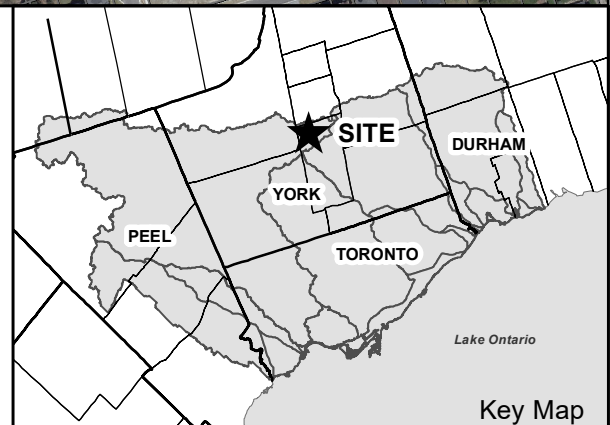 SITE
DURHAM
YORK
PEEL
TORONTO
Lake Ontario
Key Map